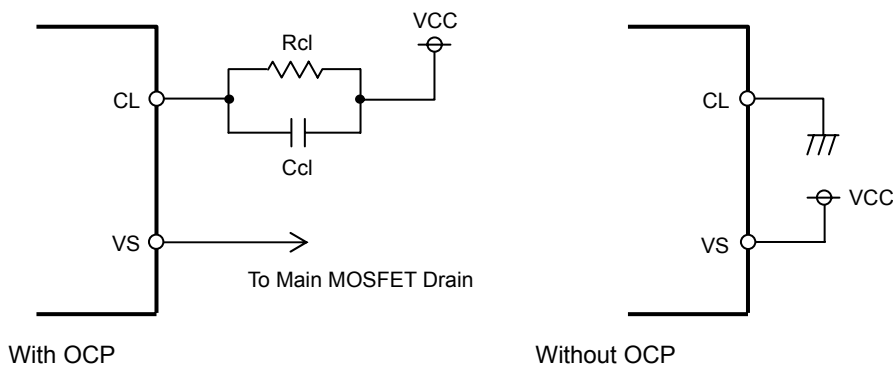 VCC
Rcl
CL
Ccl
VS
To Main MOSFET Drain
With OCP
CL
VCC
VS
Without OCP